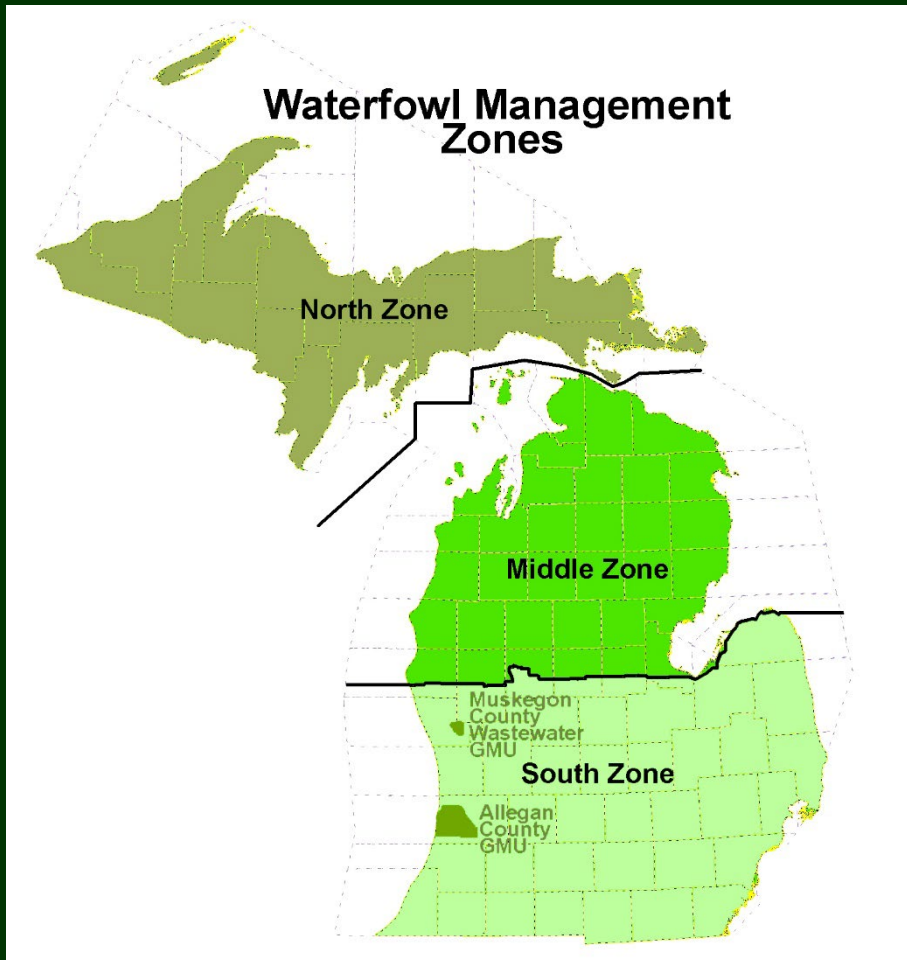 Waterfowl Management
Zones
North Zone
Middle Zone
Muskegon
County
Wastewater
GMU
South Zone
Allegan
County
GMU